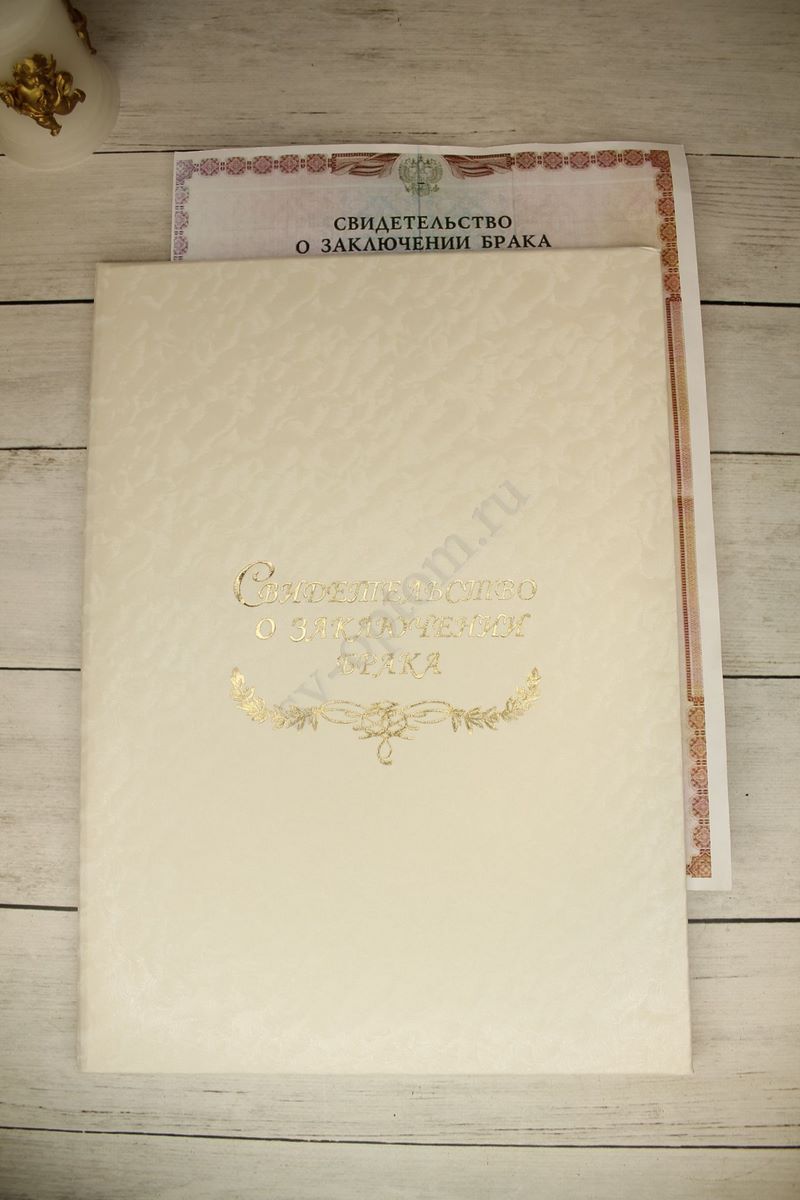 СВИДЕТЕЛЬСТВО
О ЗАКЛЮЧЕНИИ БРАКА
Свидетельство
о заключении
брака